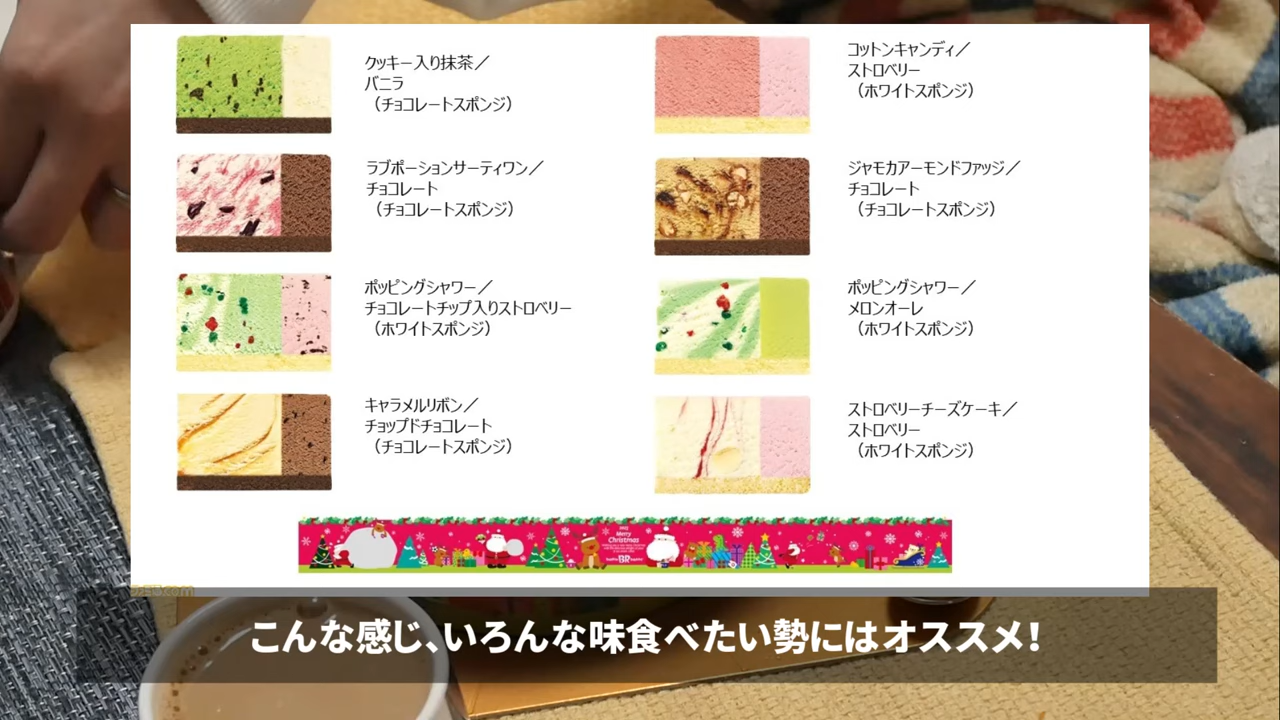 クッキー入り抹茶／
バニラ
（チョコレートスポンジ）
ラブポーションサーティワン／
チョコレート
（チョコレートスポンジ）
ポッピングシャワー／
チョコレートチップ入りストロベリー
（ホワイトスポンジ）
キャラメルリボン／
チョップドチョコレート
（チョコレートスポンジ）
コットンキャンディ／
ストロベリー
（ホワイトスポンジ）
ジャモカアーモンドファッジ／
チョコレート
（チョコレートスポンジ）
ポッピングシャワー／
メロンオーレ
（ホワイトスポンジ）
ストロベリーチーズケーキ／
ストロベリー
（ホワイトスポンジ）
Merry
Christmas
BR
こんな感じ、いろんな味食べたい勢にはオススメ！